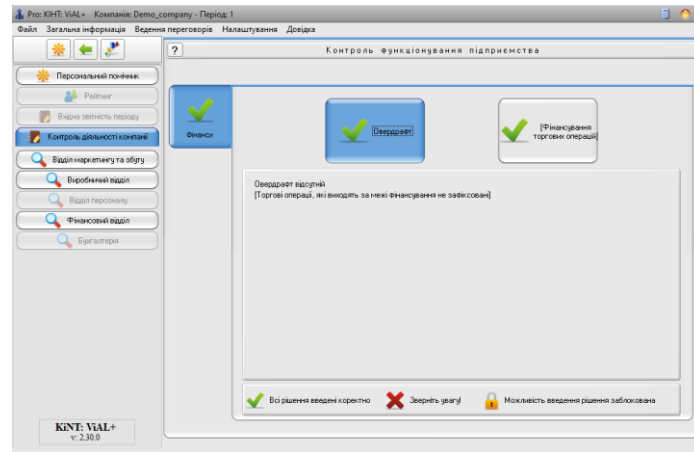 Pro: КІНТ: ViAL+ Компанія: Demo_company - Період: 1
Файл Загальна інформація Ведення переговорів Налаштування Довідка
? Контроль функціонування підприємства
Персональный помічник
Рейтинг
Вхідна звітність періоду
Контроль діяльності компанії
Відділ маркетингу та збуту
Виробничий відділ
Відділ персоналу
Фінансовий відділ
Бухгалтерія
Фінанси
Овердрафт
[Фінансування
торгових операцій]
Овердрафт відсутній
[Торгові операції, які виходять за межі фінансування не зафіксовані]
Всі рішення введені коректно Зверніть увагу! Можливість введення рішення заблокована
KiNT: ViAL+
v: 2.30.0